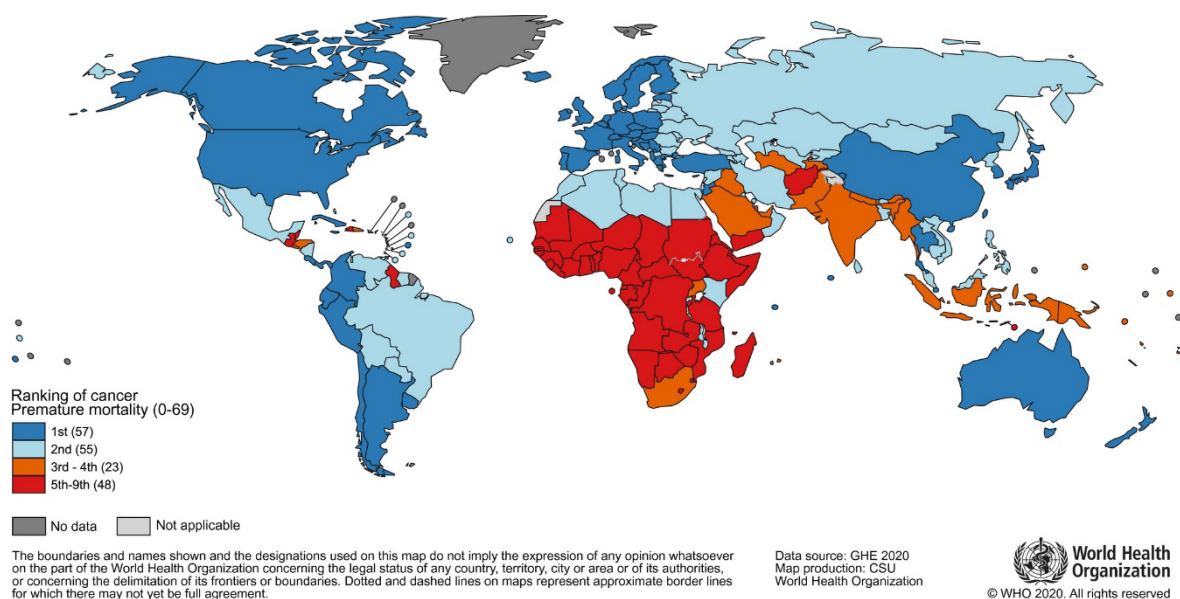 Ranking of cancer
Premature mortality (0-69)
1st (57)
2nd (55)
3rd - 4th (23)
5th-9th (48)
No data
Not applicable
The boundaries and names shown and the designations used on this map do not imply the expression of any opinion whatsoever
on the part of the World Health Organization concerning the legal status of any country, territory, city or area or of its authorities,
or concerning the delimitation of its frontiers or boundaries. Dotted and dashed lines on maps represent approximate border lines
for which there may not yet be full agreement.
Data source: GHE 2020
Map production: CSU
World Health Organization
World Health
Organization
© WHO 2020. All rights reserved